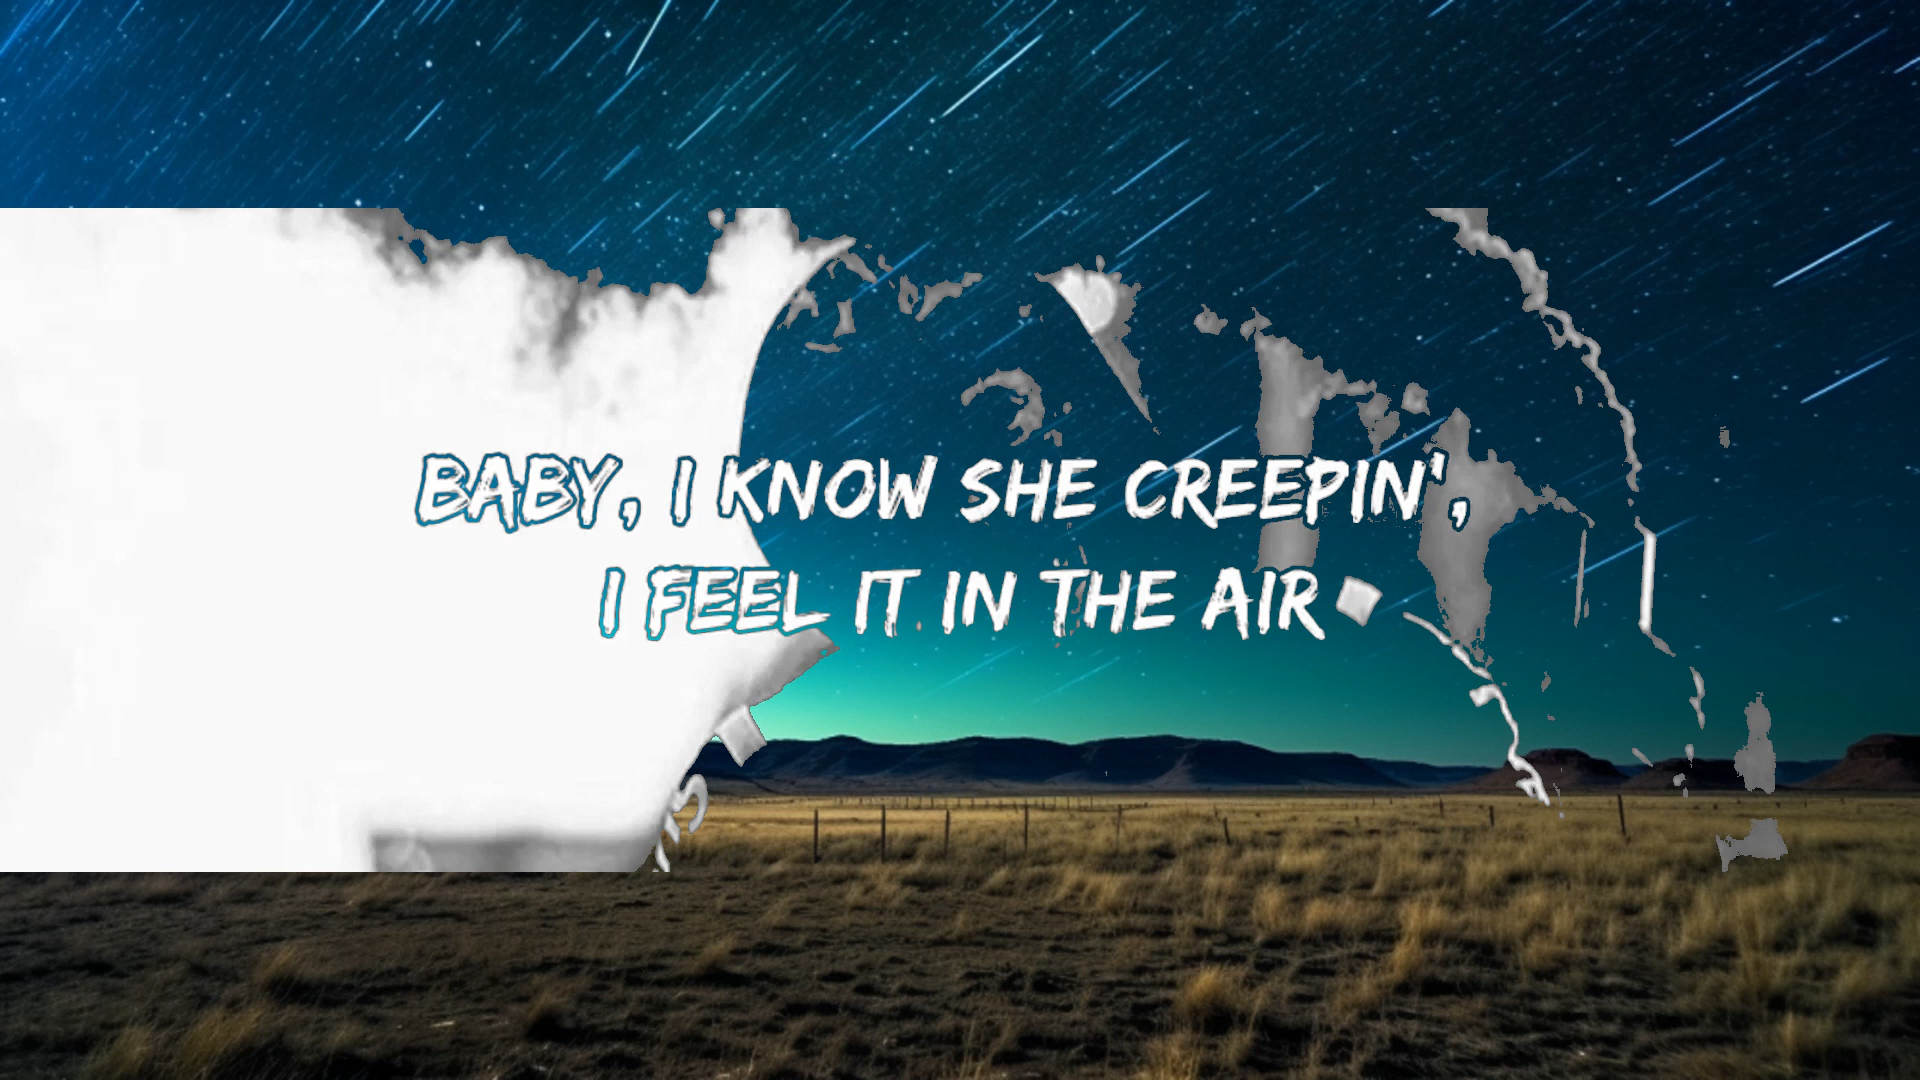 BABY, I KNOW SHE CREEPIN',
I FEEL IT IN THE AIR